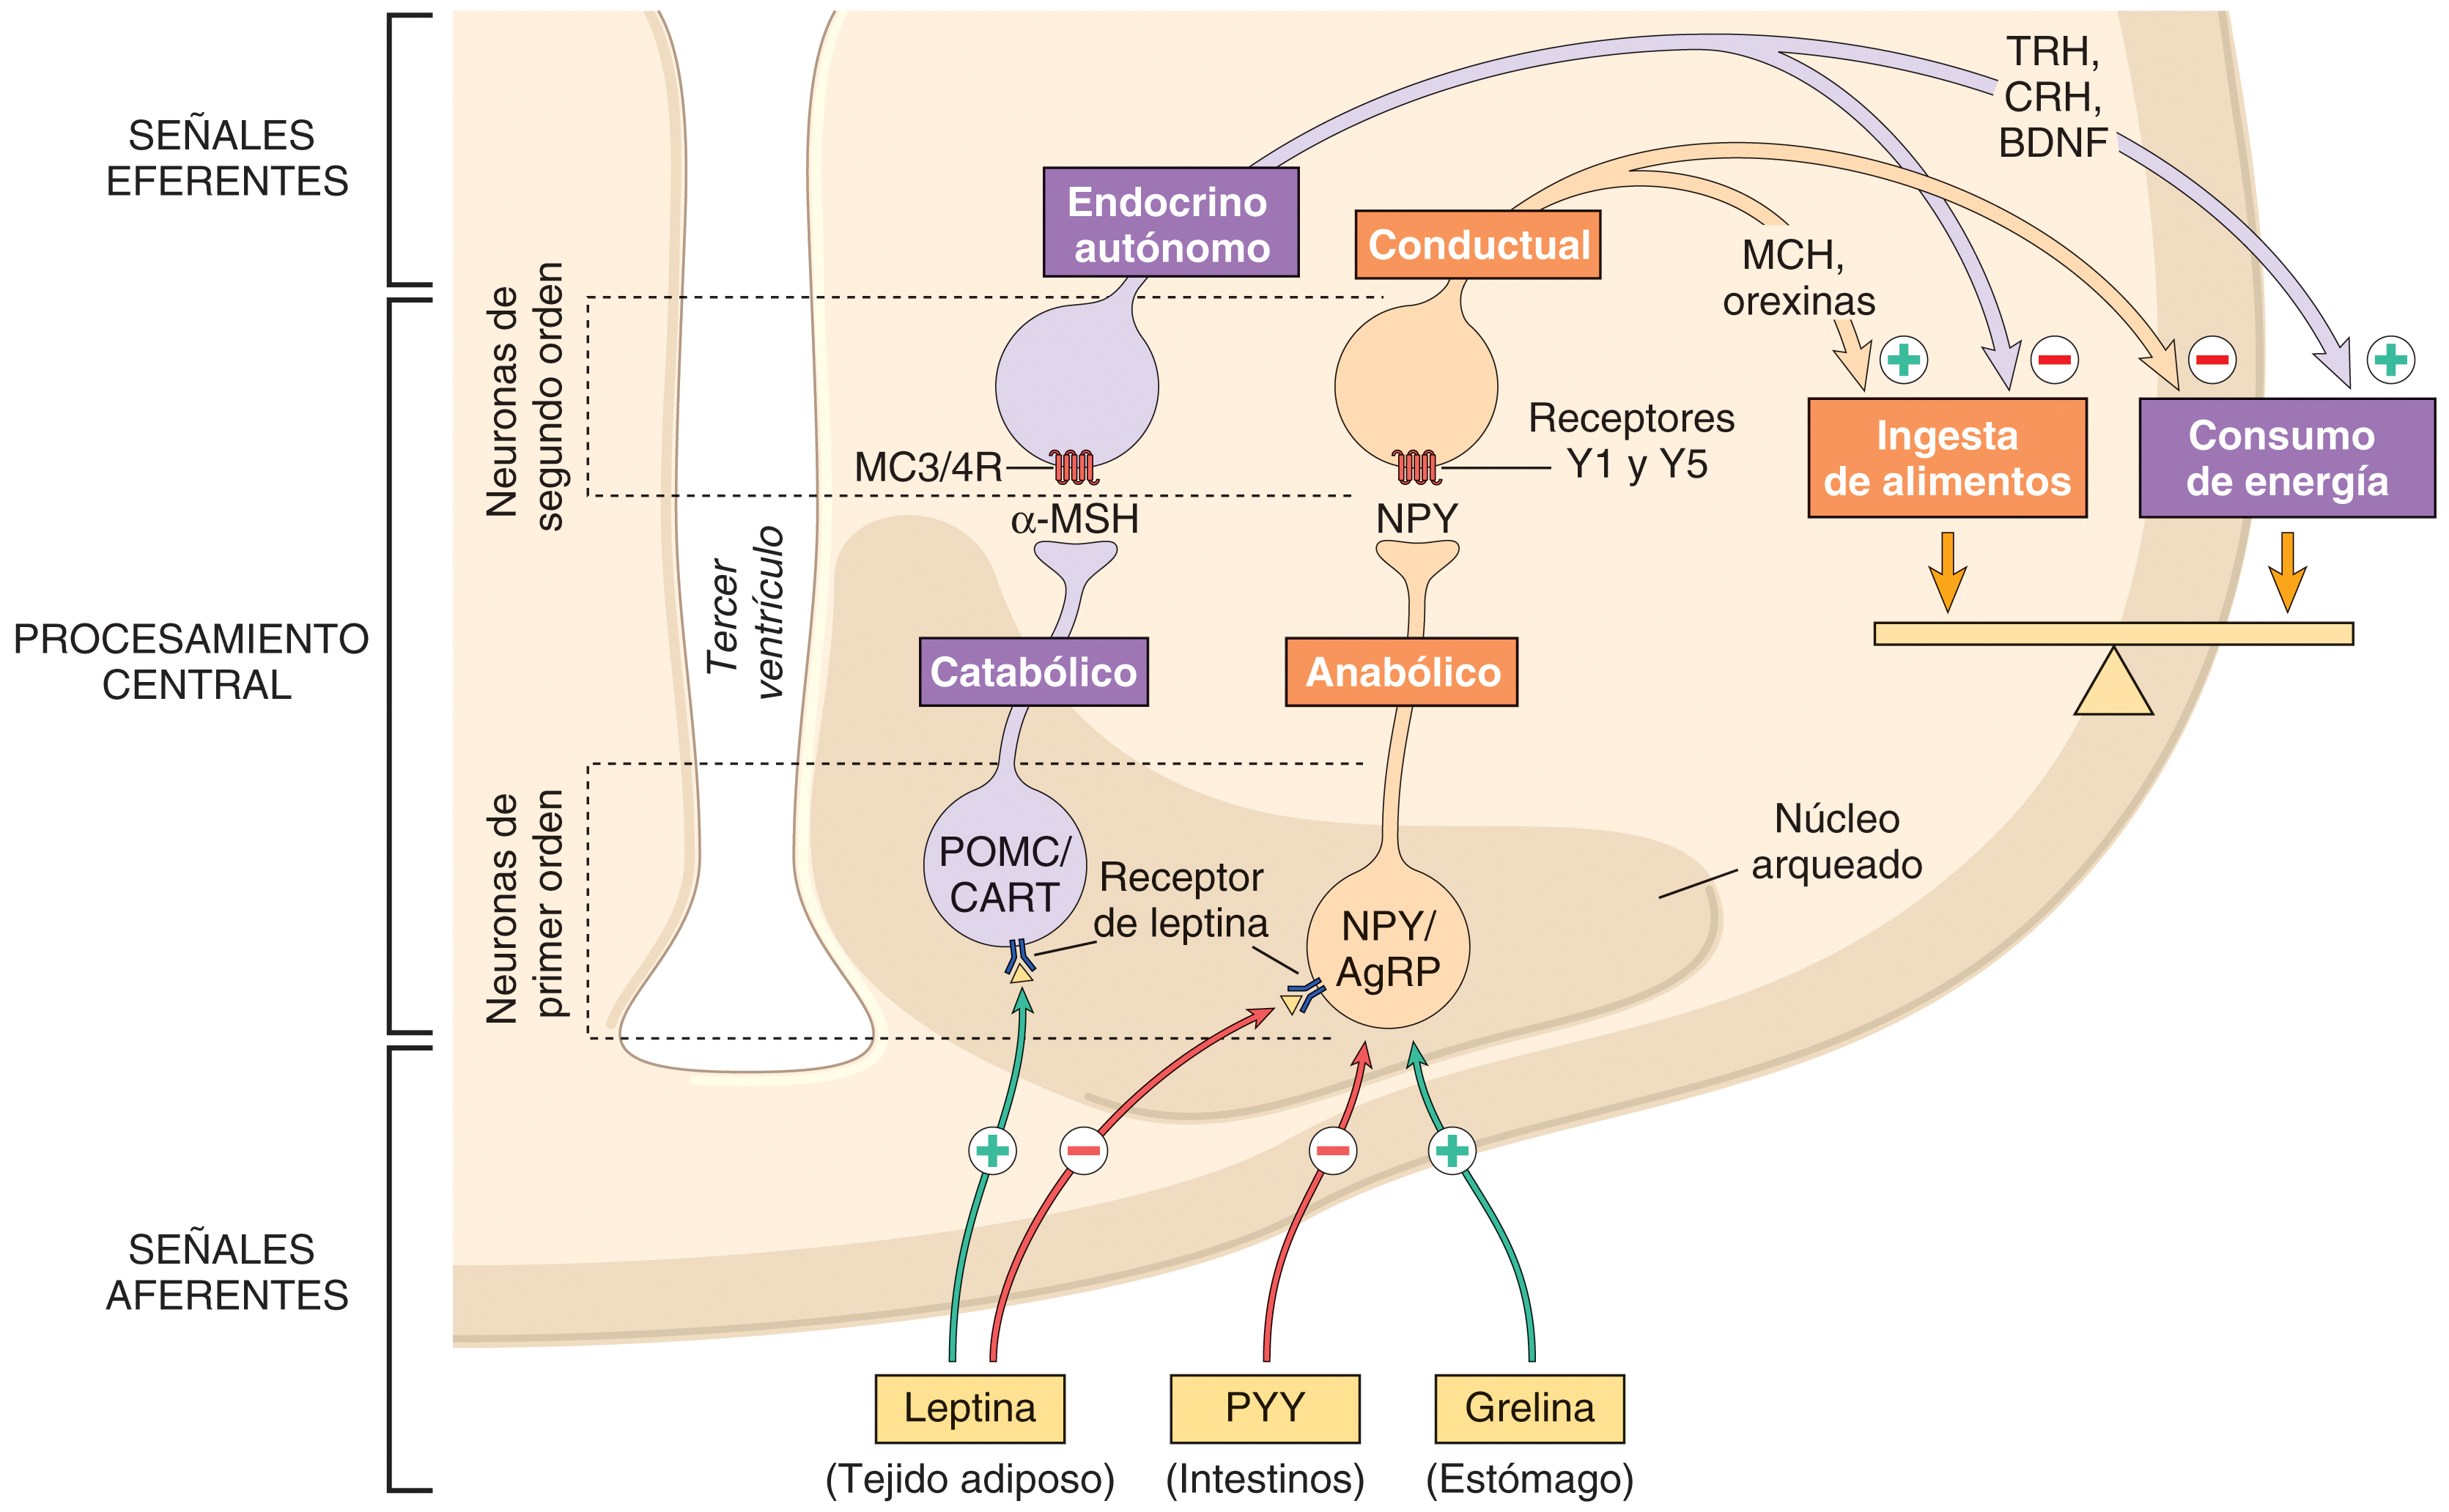 SEÑALES
EFERENTES
TRH,
CRH,
BDNF
Endocrino
autónomo
Conductual
MCH,
orexinas
Neuronas de
segundo orden
MC3/4R
Receptores
Y1 y Y5
Ingesta
de alimentos
Consumo
de energía
α-MSH
NPY
PROCESAMIENTO
CENTRAL
Tercer
ventrículo
Catabólico
Anabólico
Neuronas de
primer orden
POMC/
CART
Receptor
de leptina
NPY/
AgRP
Núcleo
arqueado
SEÑALES
AFERENTES
Leptina
(Tejido adiposo)
PYY
(Intestinos)
Grelina
(Estómago)